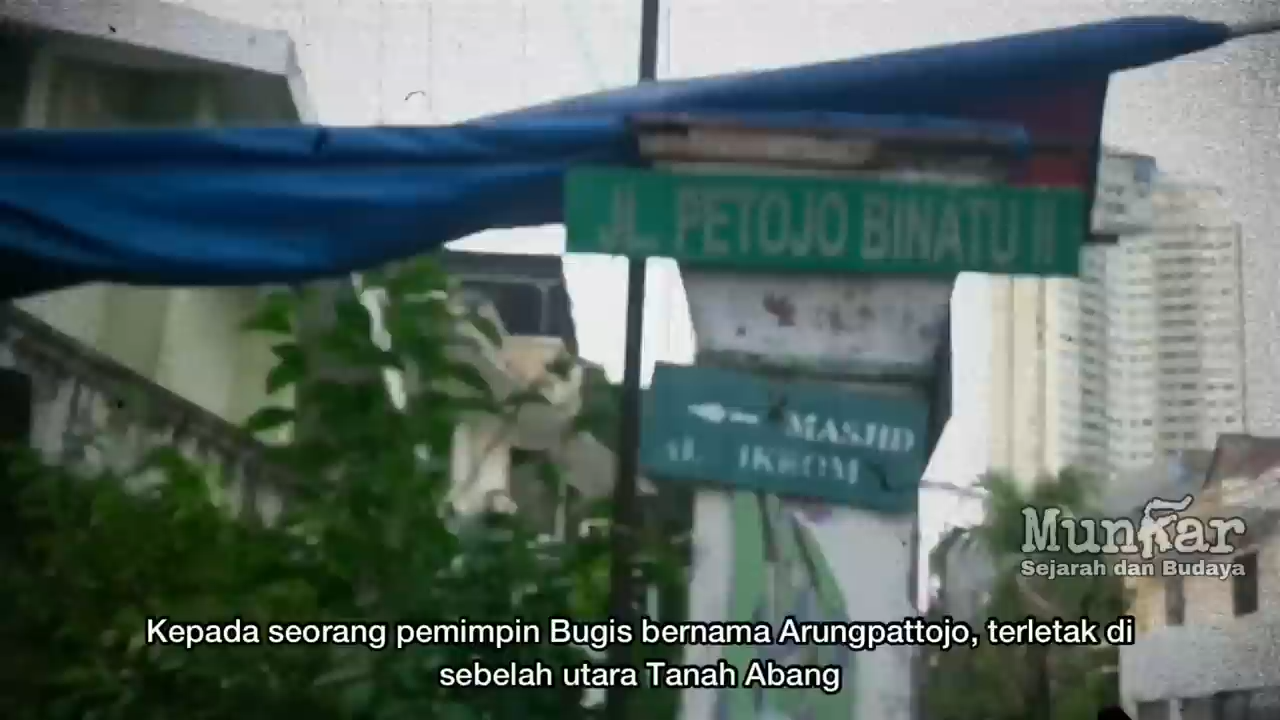 JL. PETOJO BINATU II
MASJID
AL IKROM
Munkar
Sejarah dan Budaya
Kepada seorang pemimpin Bugis bernama Arungpattojo, terletak di
sebelah utara Tanah Abang